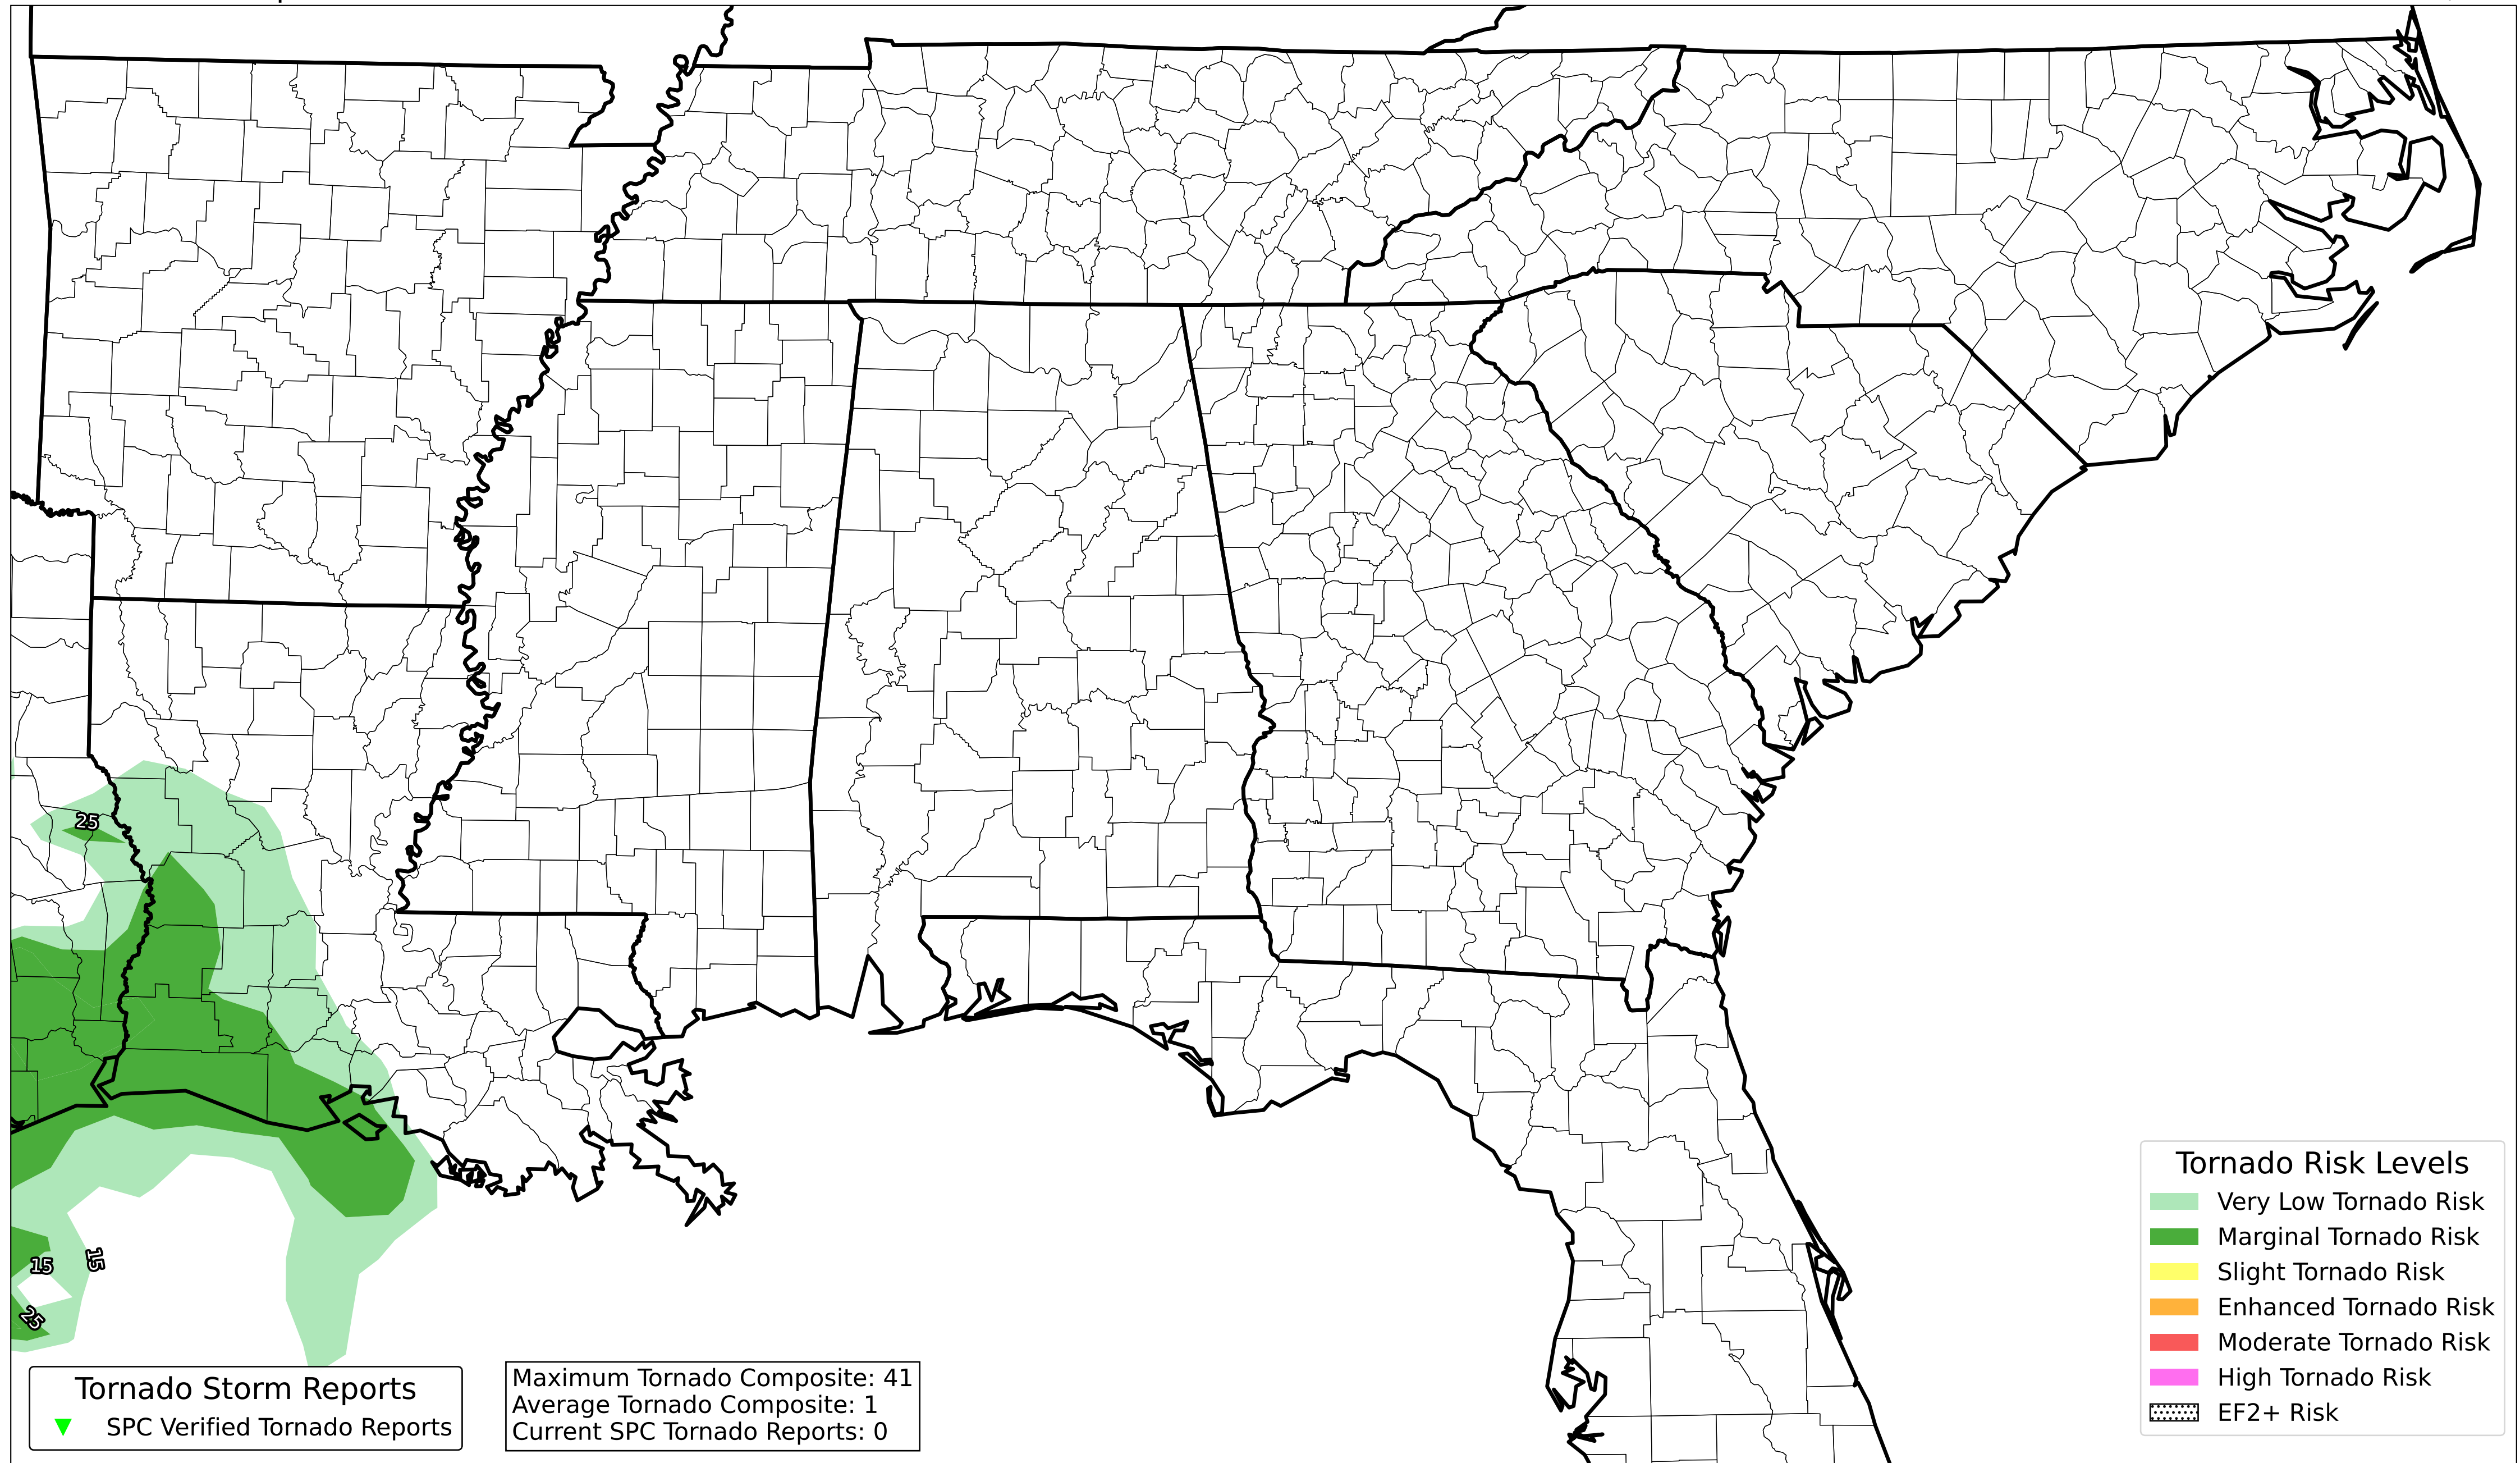 25
15
15
25
Tornado Storm Reports
SPC Verified Tornado Reports
Maximum Tornado Composite: 41
Average Tornado Composite: 1
Current SPC Tornado Reports: 0
Tornado Risk Levels
Very Low Tornado Risk
Marginal Tornado Risk
Slight Tornado Risk
Enhanced Tornado Risk
Moderate Tornado Risk
High Tornado Risk
EF2+ Risk